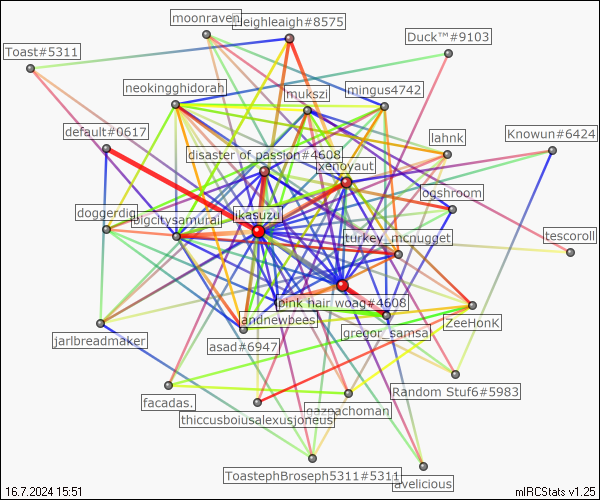 moonraven
leighleaigh#8575
Duck™#9103
Toast#5311
neokingghidorah
mukszi
mingus4742
default#0617
lahnk
Knowun#6424
disaster of passion#4608
xenoyaut
ogshroom
doggerdig
bigcitysamurai
ikasuzu
turkey_mcnugget
tescoroll
pink hair woag#4608
andnewbees
gregor_samsa
ZeeHonK
jarlbreadmaker
asad#6947
Random Stuf6#5983
facadas.
gazpachoman
thiccusboiusalexusjoneus
ToastephBroseph5311#5311
avelicious
16.7.2024 15:51
mIRCStats v1.25